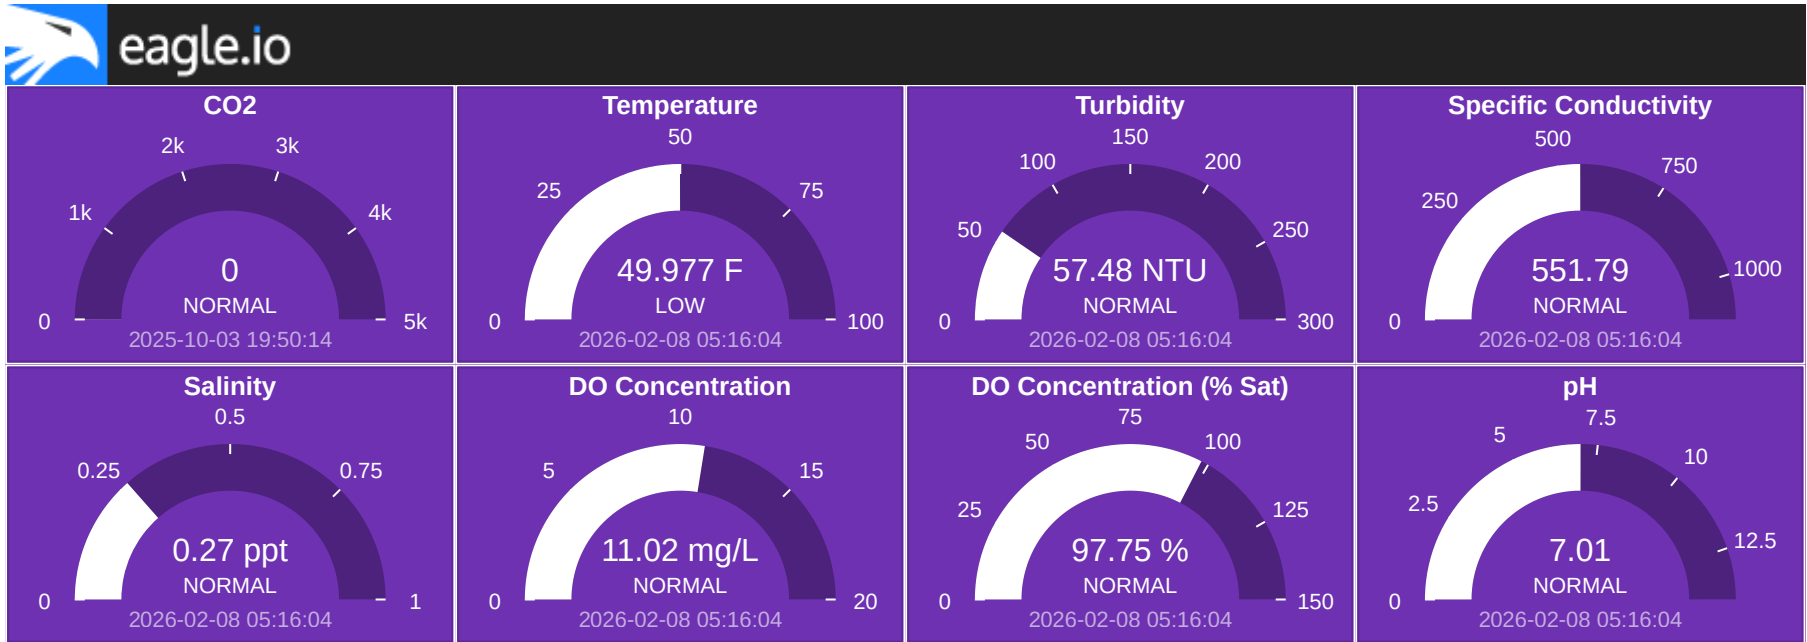 eagle.io
CO2
2k
3k
1k
4k
0
NORMAL
0
5k
2025-10-03 19:50:14
Temperature
50
25
75
49.977 F
LOW
0
100
2026-02-08 05:16:04
Turbidity
150
100
200
50
250
57.48 NTU
NORMAL
0
300
2026-02-08 05:16:04
Specific Conductivity
500
750
250
1000
551.79
NORMAL
0
2026-02-08 05:16:04
Salinity
0.5
0.25
0.75
0.27 ppt
NORMAL
0
1
2026-02-08 05:16:04
DO Concentration
10
5
15
11.02 mg/L
NORMAL
0
20
2026-02-08 05:16:04
DO Concentration (% Sat)
75
50
100
25
125
97.75 %
NORMAL
0
150
2026-02-08 05:16:04
pH
7.5
5
10
2.5
12.5
7.01
NORMAL
0
2026-02-08 05:16:04